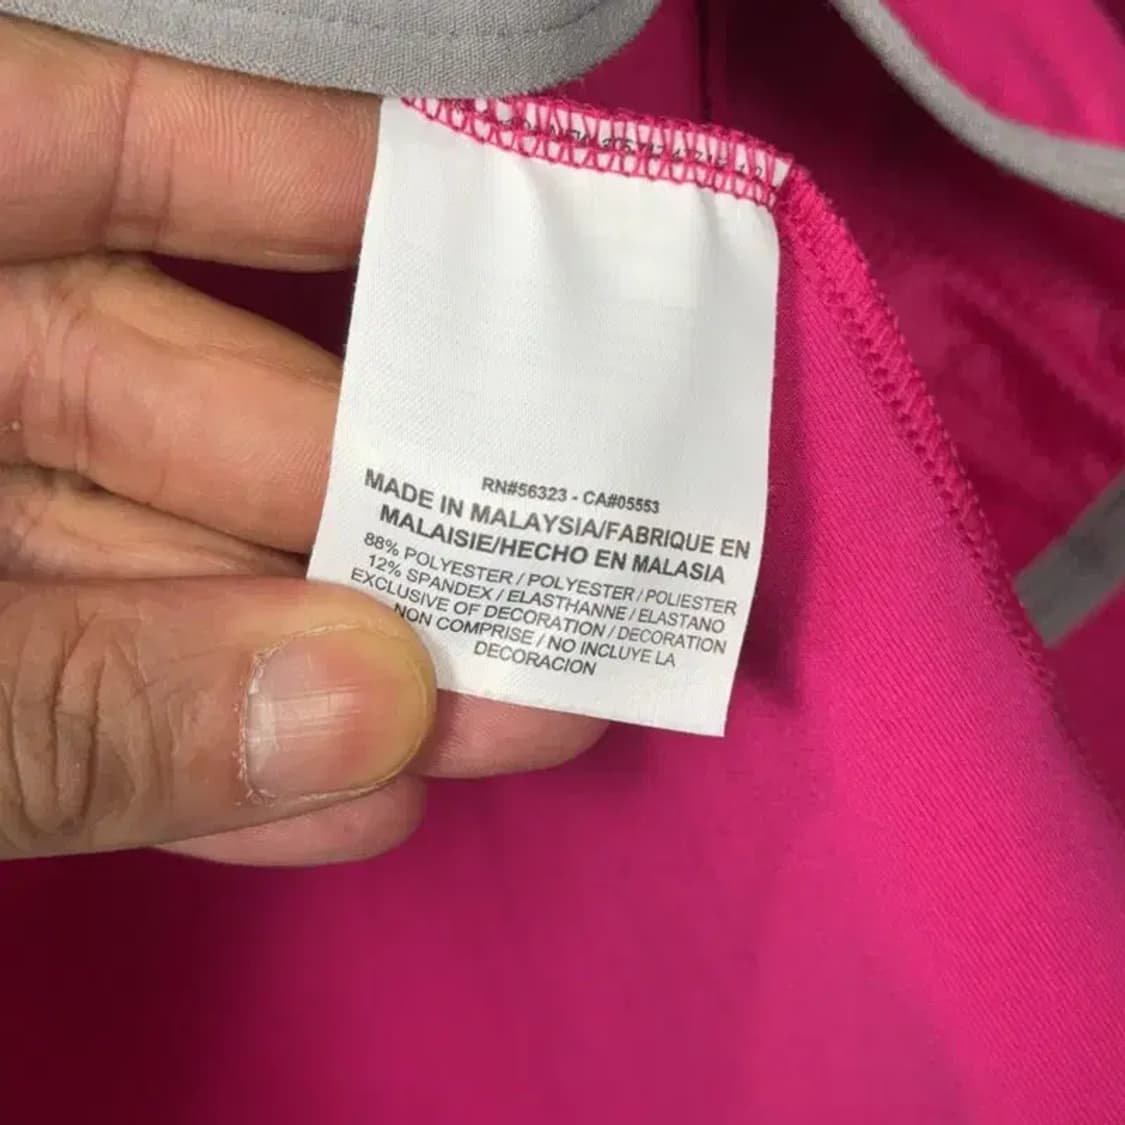 RN#56323 - CA#05553
MADE IN MALAYSIA/FABRIQUE EN
MALAISIE/HECHO EN MALASIA
88% POLYESTER / POLYESTER / POLIESTER
12% SPANDEX / ELASTHANNE / ELASTANO
EXCLUSIVE OF DECORATION / DECORATION
NON COMPRISE / NO INCLUYE LA
DECORACION